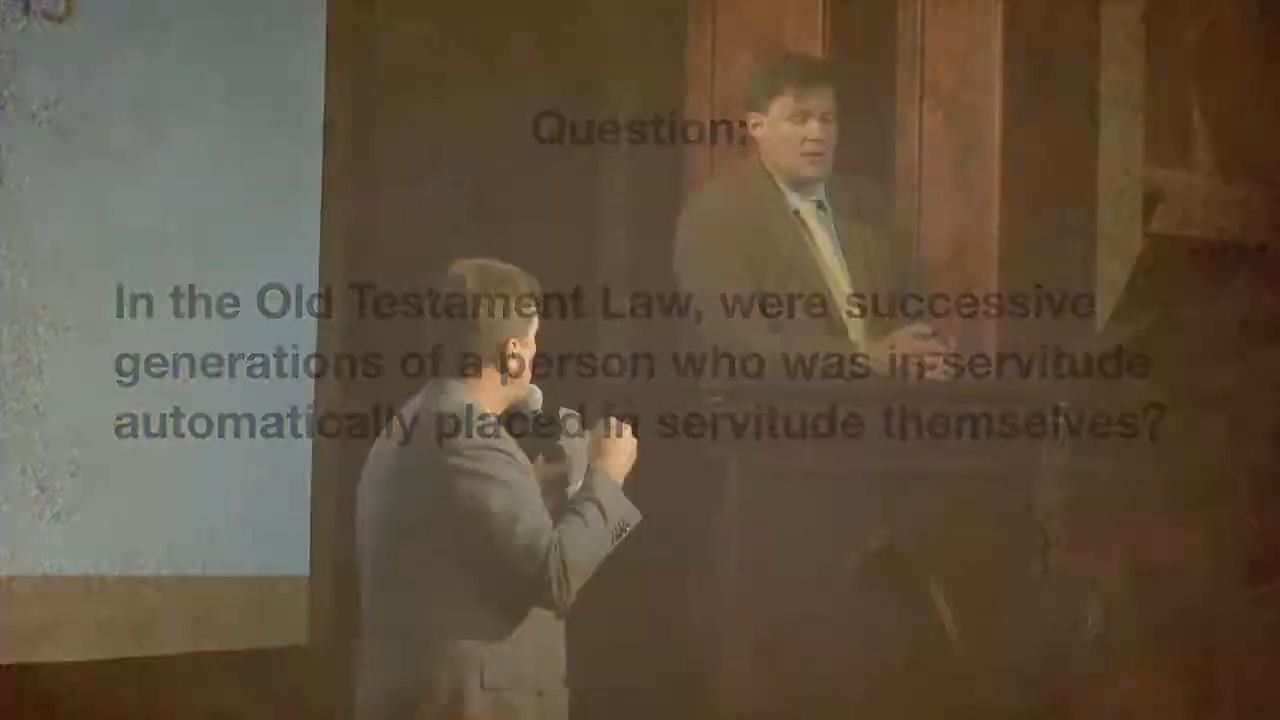 Question:
In the Old Testament Law, were successive
generations of a person who was in servitude
automatically placed in servitude themselves?